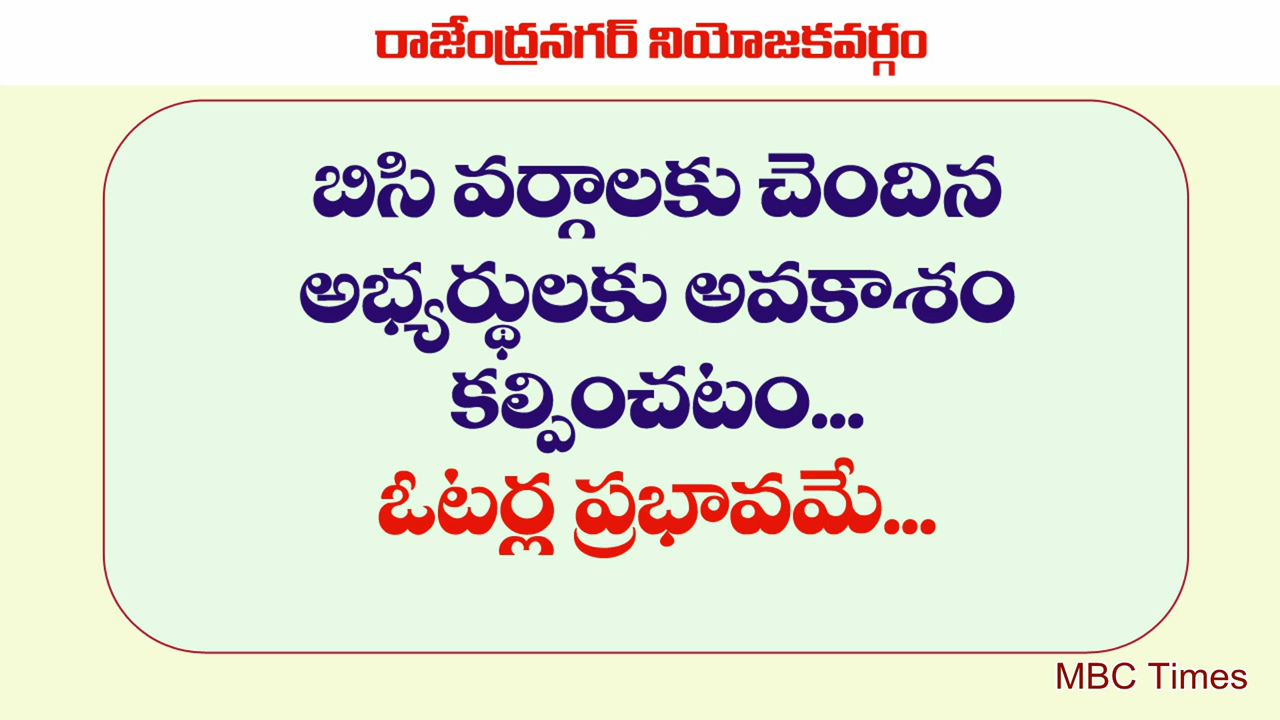 రాజేంద్రనగర్ నియోజకవర్గం
బిసి వర్గాలకు చెందిన
అభ్యర్థులకు అవకాశం
కల్పించటం...
ఓటర్ల ప్రభావమే...
MBC Times